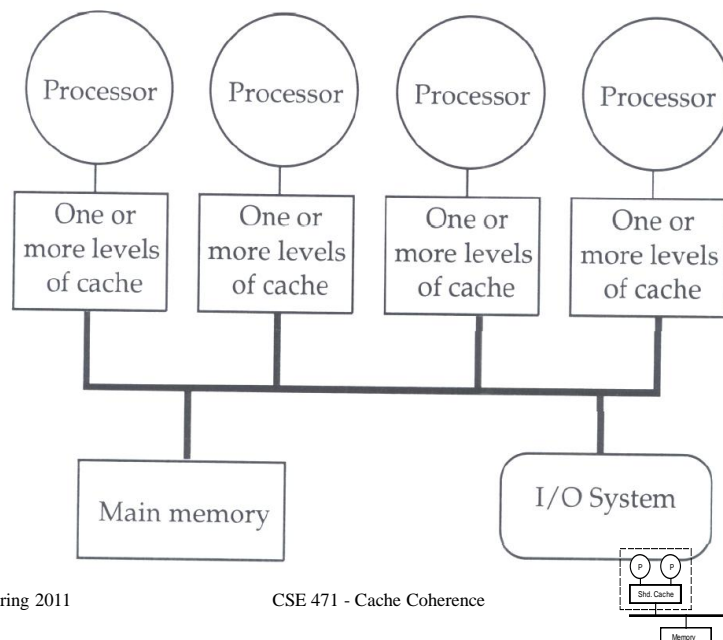 Processor Processor Processor Processor
One or One or One or One or
more levels more levels more levels more levels
of cache of cache of cache of cache
Main memory
I/O System
P P
Shd. Cache
ring 2011 CSE 471 - Cache Coherence
Memory